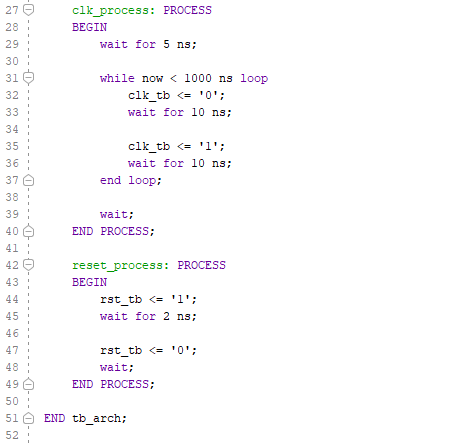 27 clk_process: PROCESS
28 BEGIN
29 wait for 5 ns;
30
31 while now < 1000 ns loop
32 clk_tb <= '0';
33 wait for 10 ns;
34
35 clk_tb <= '1';
36 wait for 10 ns;
37 end loop;
38
39 wait;
40 END PROCESS;
41
42 reset_process: PROCESS
43 BEGIN
44 rst_tb <= '1';
45 wait for 2 ns;
46
47 rst_tb <= '0';
48 wait;
49 END PROCESS;
50
51 END tb_arch;
52